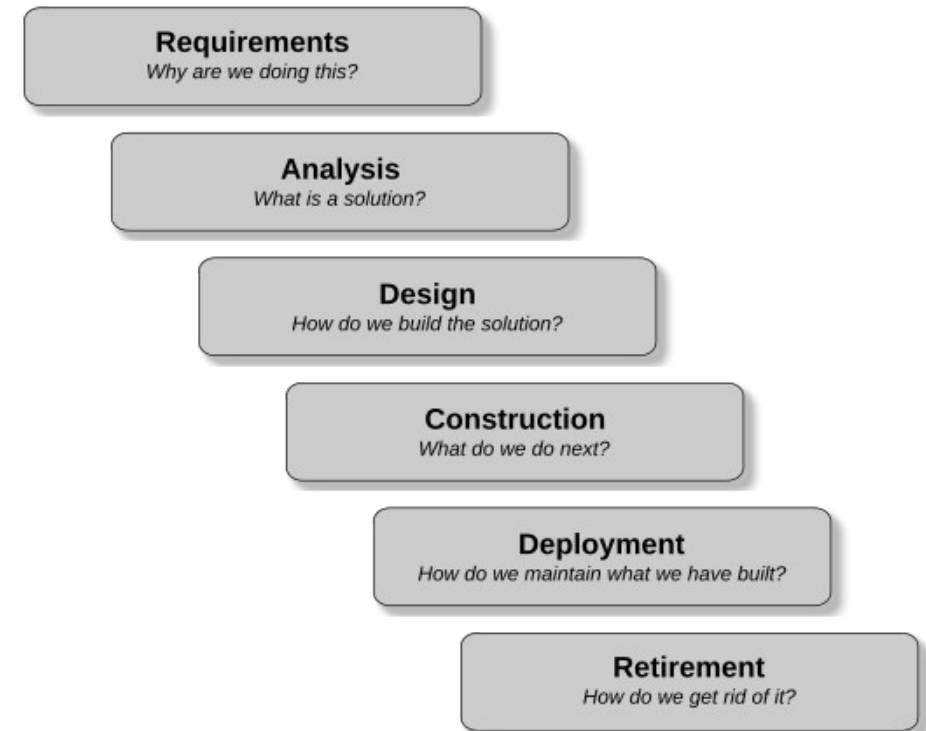 Requirements
Why are we doing this?
Analysis
What is a solution?
Design
How do we build the solution?
Construction
What do we do next?
Deployment
How do we maintain what we have built?
Retirement
How do we get rid of it?